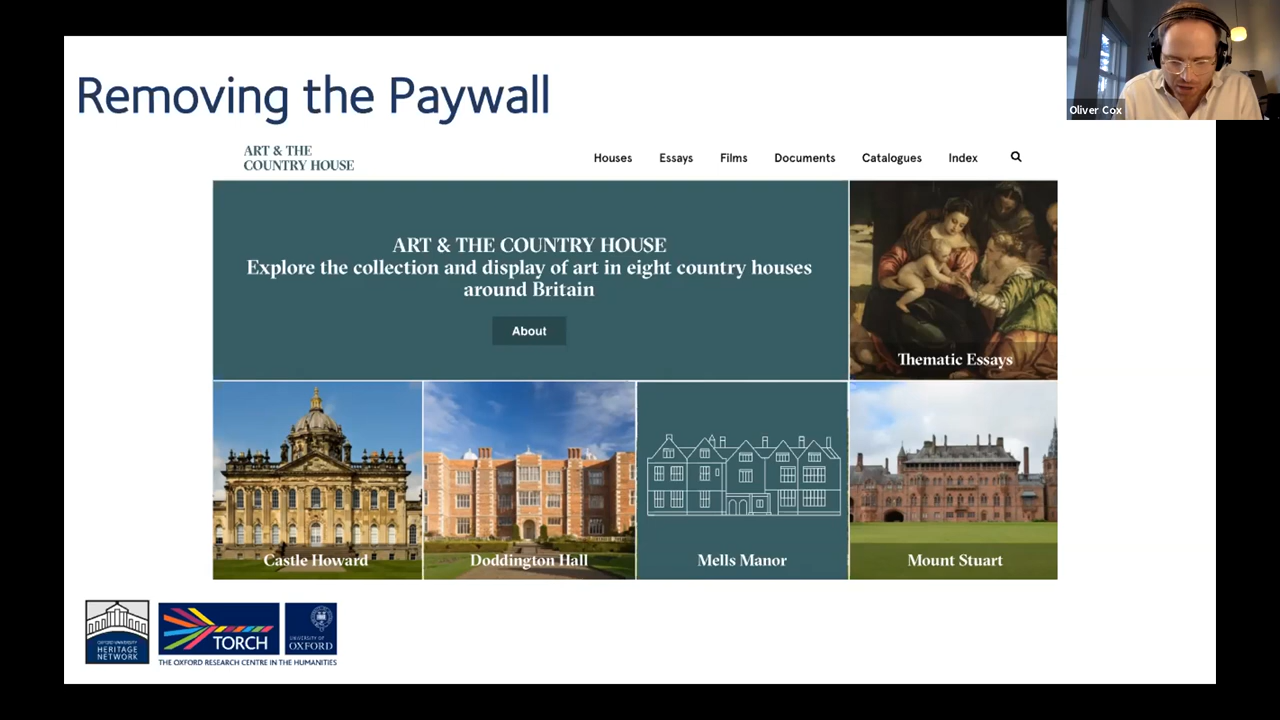 Removing the Paywall
Oliver Cox
ART & THE
COUNTRY HOUSE
Houses Essays Films Documents Catalogues Index
ART & THE COUNTRY HOUSE
Explore the collection and display of art in eight country houses
around Britain
About
Thematic Essays
Castle Howard
Doddington Hall
Mells Manor
Mount Stuart
OXFORD UNIVERSITY
HERITAGE
NETWORK
TORCH
UNIVERSITY OF
OXFORD
THE OXFORD RESEARCH CENTRE IN THE HUMANITIES